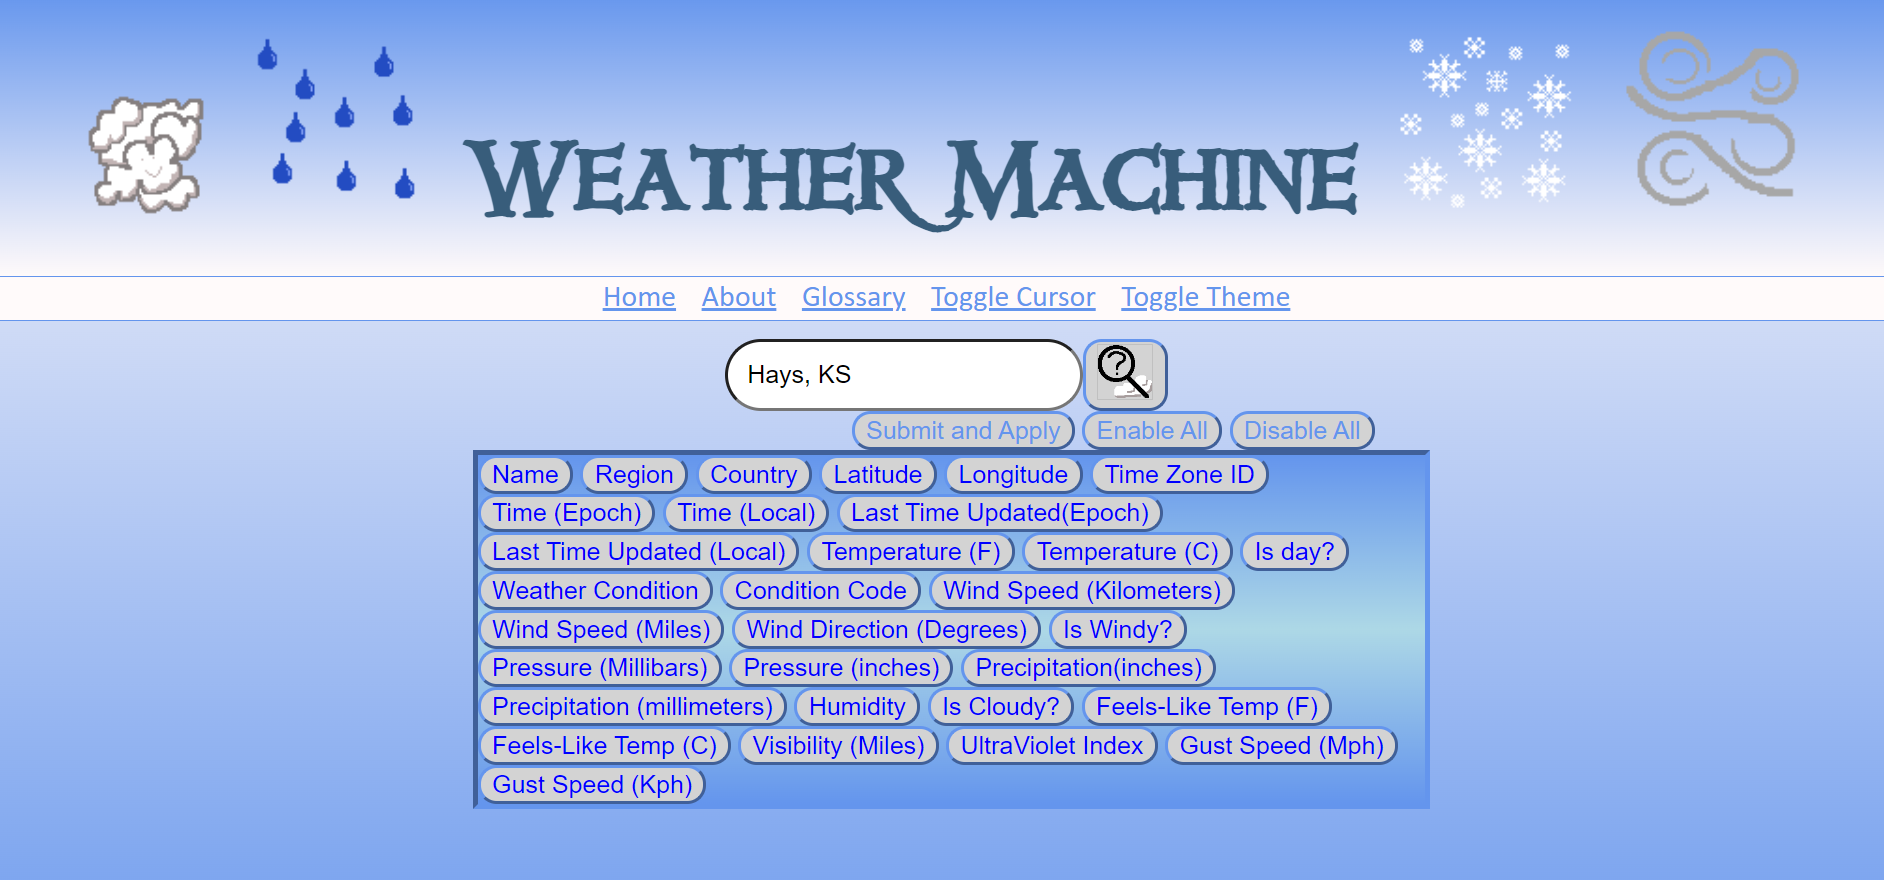 WEATHER MACHINE
Home About Glossary Toggle Cursor Toggle Theme
Hays, KS
?
Submit and Apply Enable All Disable All
Name Region Country Latitude Longitude Time Zone ID
Time (Epoch) Time (Local) Last Time Updated(Epoch)
Last Time Updated (Local) Temperature (F) Temperature (C) Is day?
Weather Condition Condition Code Wind Speed (Kilometers)
Wind Speed (Miles) Wind Direction (Degrees) Is Windy?
Pressure (Millibars) Pressure (inches) Precipitation(inches)
Precipitation (millimeters) Humidity Is Cloudy? Feels-Like Temp (F)
Feels-Like Temp (C) Visibility (Miles) UltraViolet Index Gust Speed (Mph)
Gust Speed (Kph)